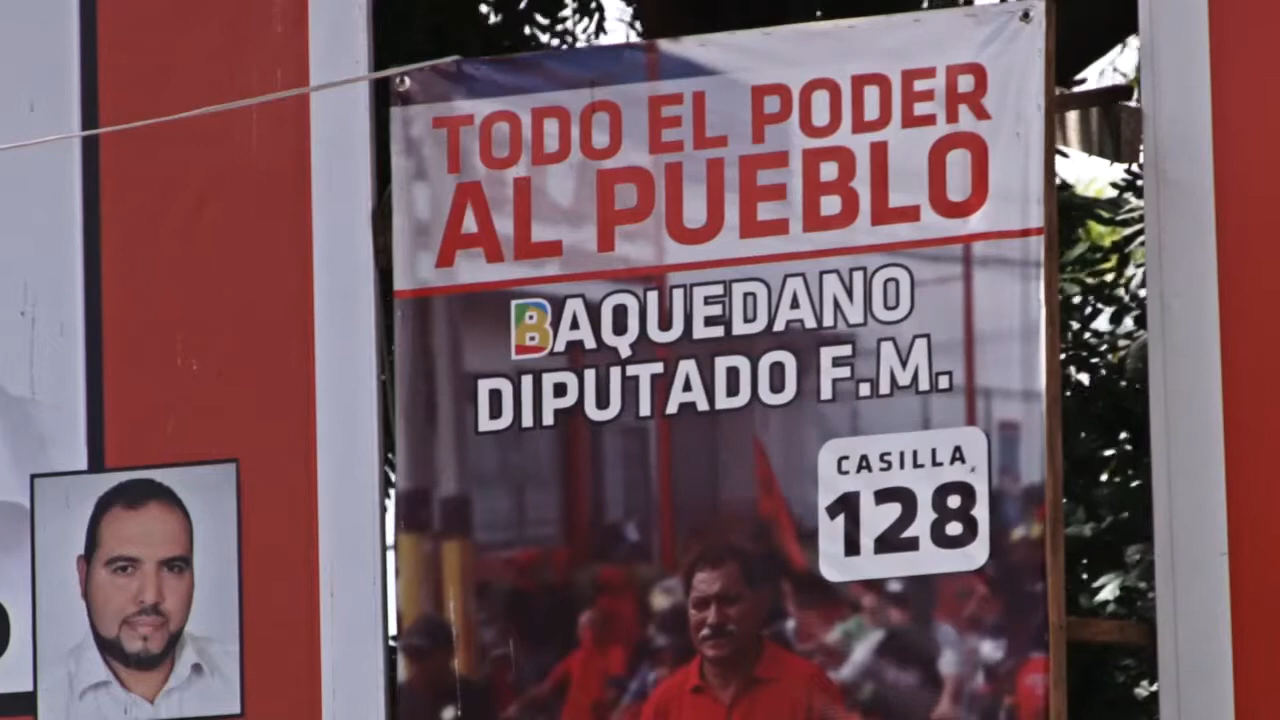 TODO EL PODER
AL PUEBLO
BAQUEDANO
DIPUTADO F.M.
CASILLA
128